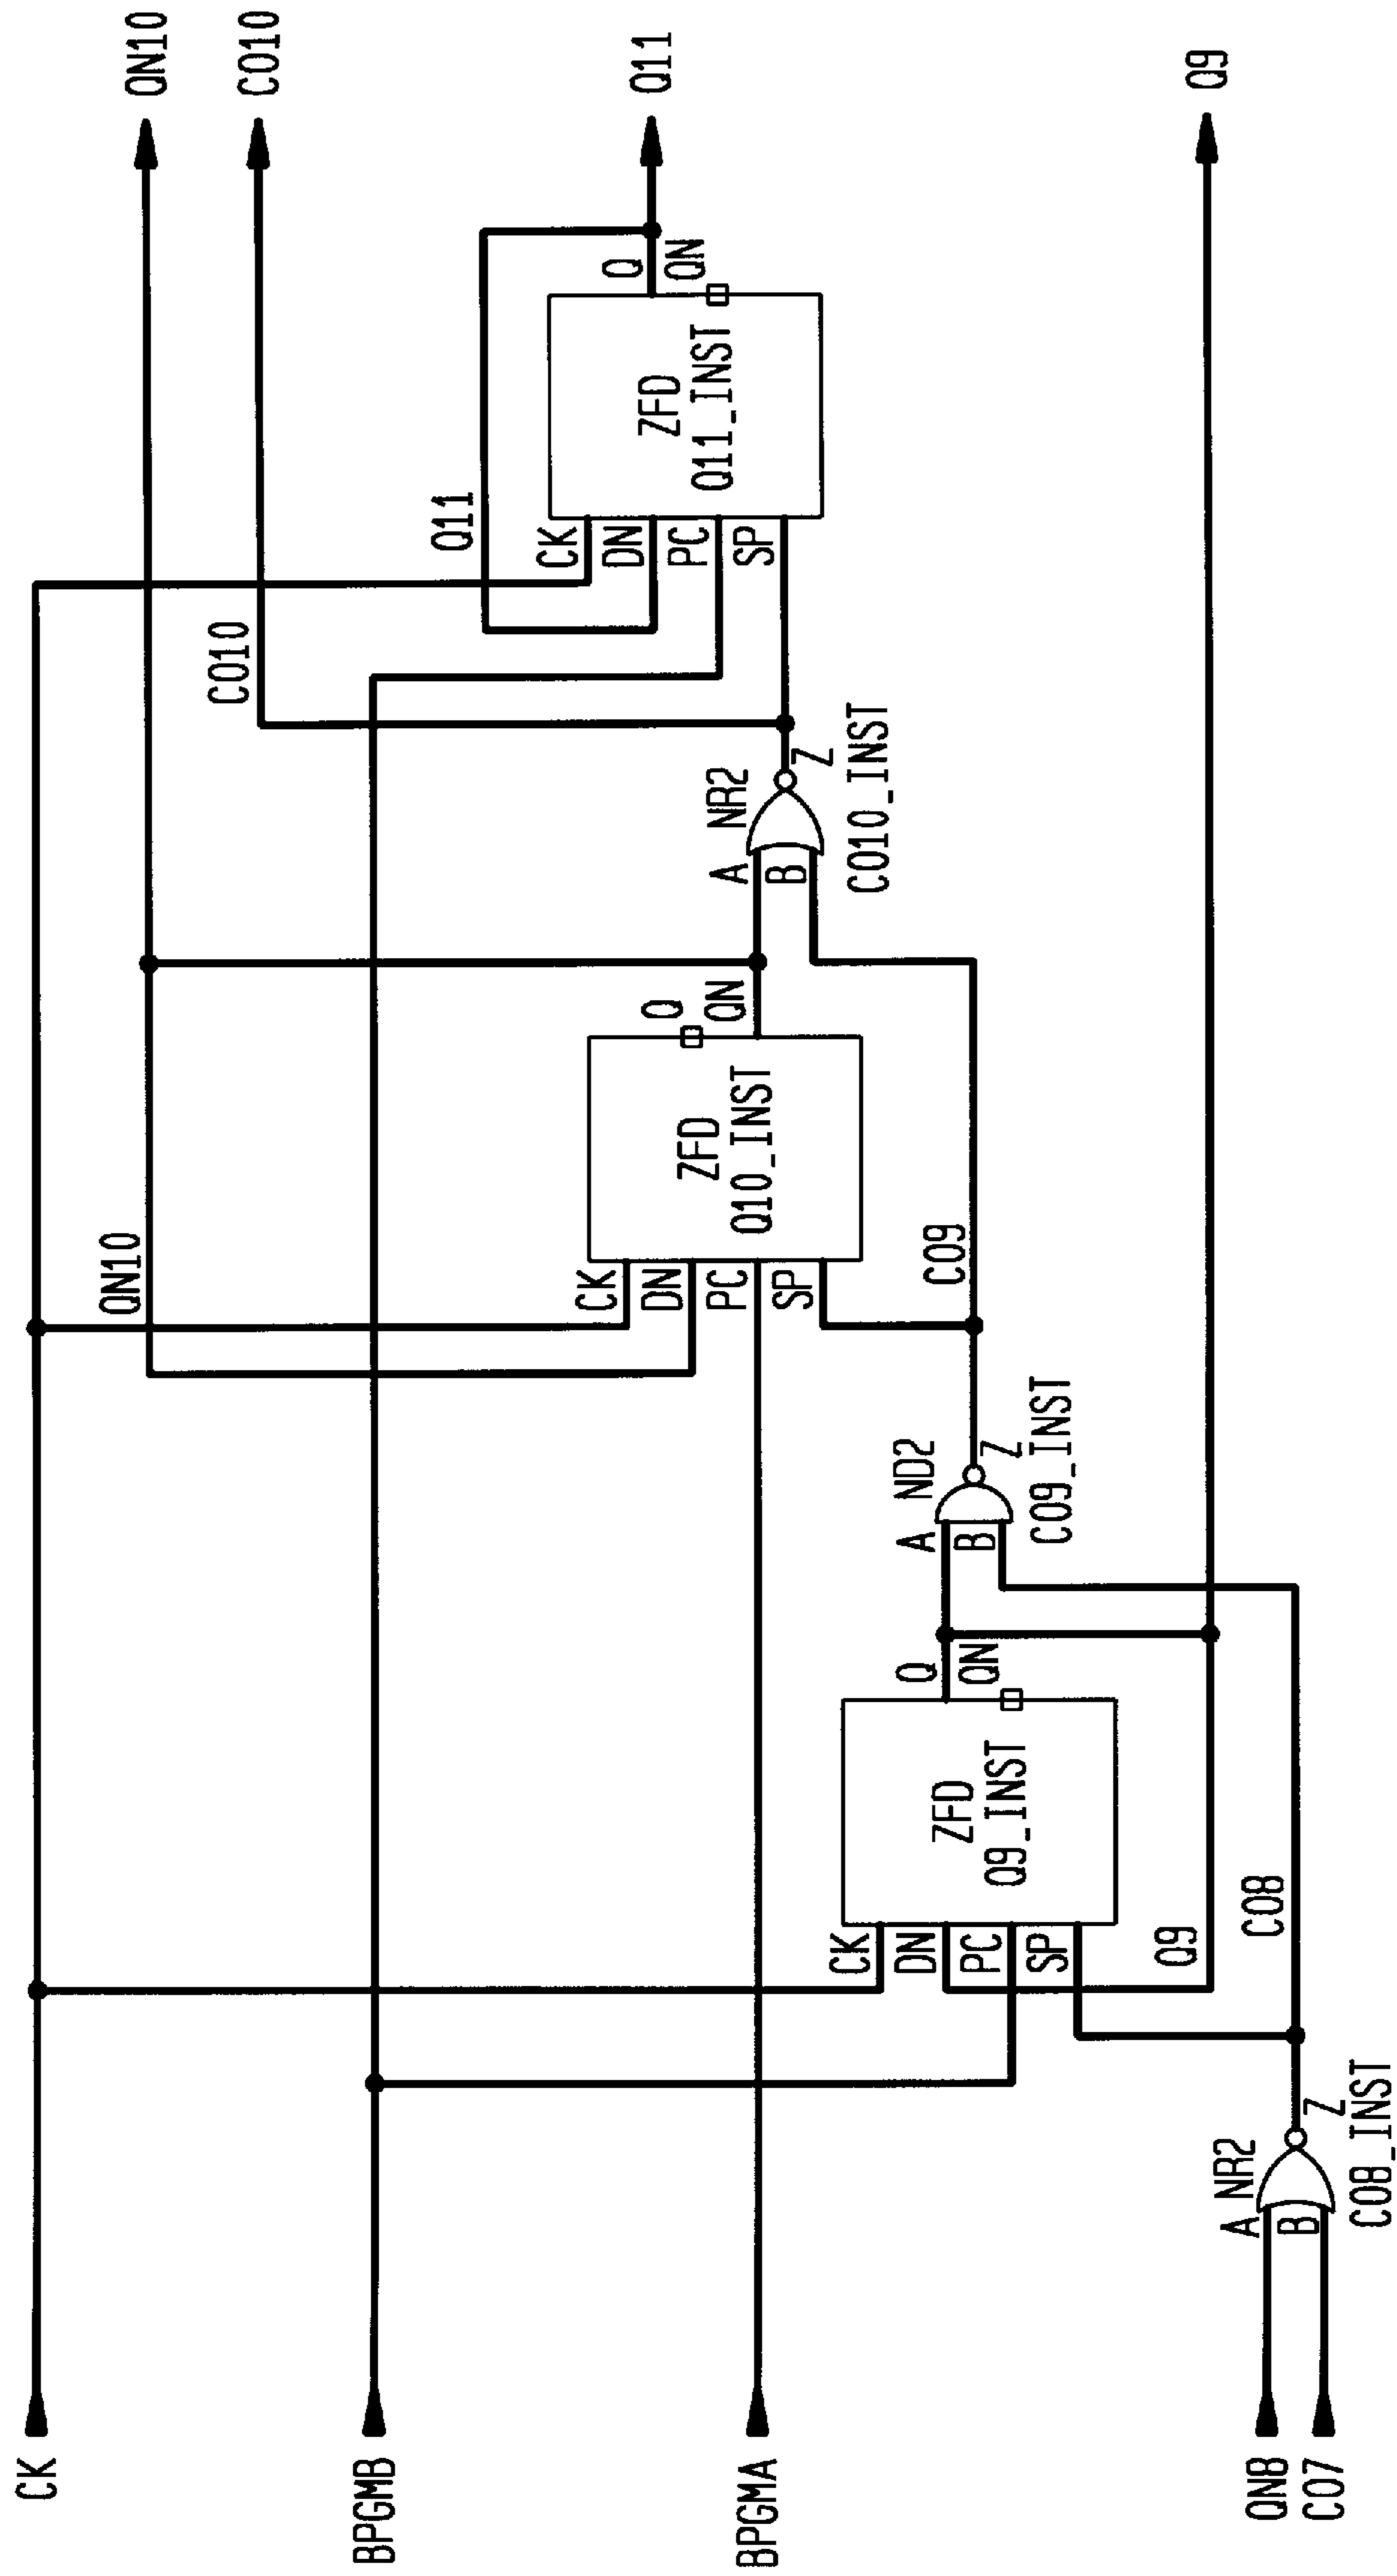 CK
BPGMB
BPGMA
QN8
CO7
A
B
NR2
Z
CO8_INST
CO8
CK
DN
PC
SP
Q9
ZFD
Q9_INST
Q
QN
A
B
ND2
Z
CO9_INST
CO9
QN10
CK
DN
PC
SP
ZFD
Q10_INST
Q
QN
A
B
NR2
Z
CO10_INST
CO10
Q11
CK
DN
PC
SP
ZFD
Q11_INST
Q
QN
QN10
CO10
Q11
Q9